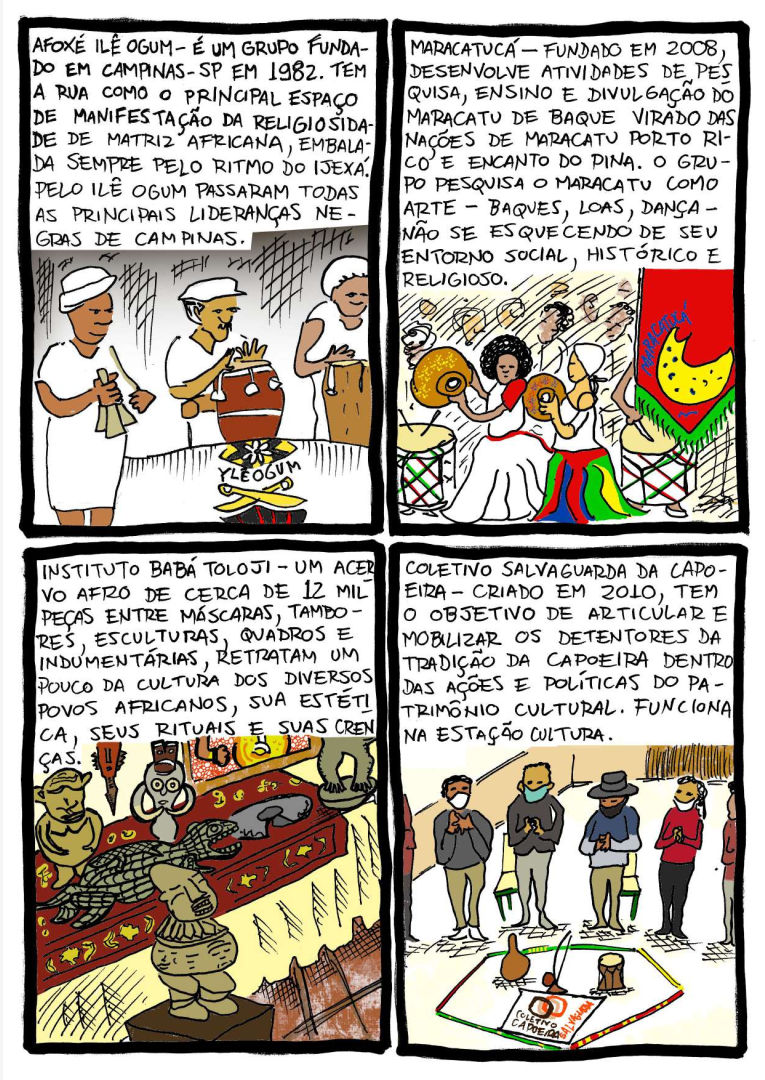 AFOXÉ ILÊ OGUM - É UM GRUPO FUNDA-
DO EM CAMPINAS-SP EM 1982. TEM
A RUA COMO O PRINCIPAL ESPAÇO
DE MANIFESTAÇÃO DA RELIGIOSIDA-
DE DE MATRIZ AFRICANA, EMBALA-
DA SEMPRE PELO RITMO DO IJEXÁ.
PELO ILÊ OGUM PASSARAM TODAS
AS PRINCIPAIS LIDERANÇAS NE-
GRAS DE CAMPINAS.
YLEOGUM
MARACATUCÁ - FUNDADO EM 2008,
DESENVOLVE ATIVIDADES DE PES
QUISA, ENSINO E DIVULGAÇÃO DO
MARACATU DE BAQUE VIRADO DAS
NAÇÕES DE MARACATU PORTO RI-
CO E ENCANTO DO PINA. O GRU-
PO PESQUISA O MARACATU COMO
ARTE - BAQUES, LOAS, DANÇA -
NÃO SE ESQUECENDO DE SEU
ENTORNO SOCIAL, HISTÓRICO E
RELIGIOSO.
MARACATUCÁ
INSTITUTO BABÁ TOLOJI - UM ACER
VO AFRO DE CERCA DE 12 MIL
PEÇAS ENTRE MÁSCARAS, TAMBO-
RES, ESCULTURAS, QUADROS E
INDUMENTÁRIAS, RETRATAM UM
POUCO DA CULTURA DOS DIVERSOS
POVOS AFRICANOS, SUA ESTÉTI
CA, SEUS RITUAIS E SUAS CREN
ÇAS.
COLETIVO SALVAGUARDA DA CAPO-
EIRA - CRIADO EM 2010, TEM
O OBJETIVO DE ARTICULAR E
MOBILIZAR OS DETENTORES DA
TRADIÇÃO DA CAPOEIRA DENTRO
DAS AÇÕES E POLÍTICAS DO PA-
TRIMÔNIO CULTURAL. FUNCIONA
NA ESTAÇÃO CULTURA.
COLETIVO
CAPOEIRA
SALVAGUARDA